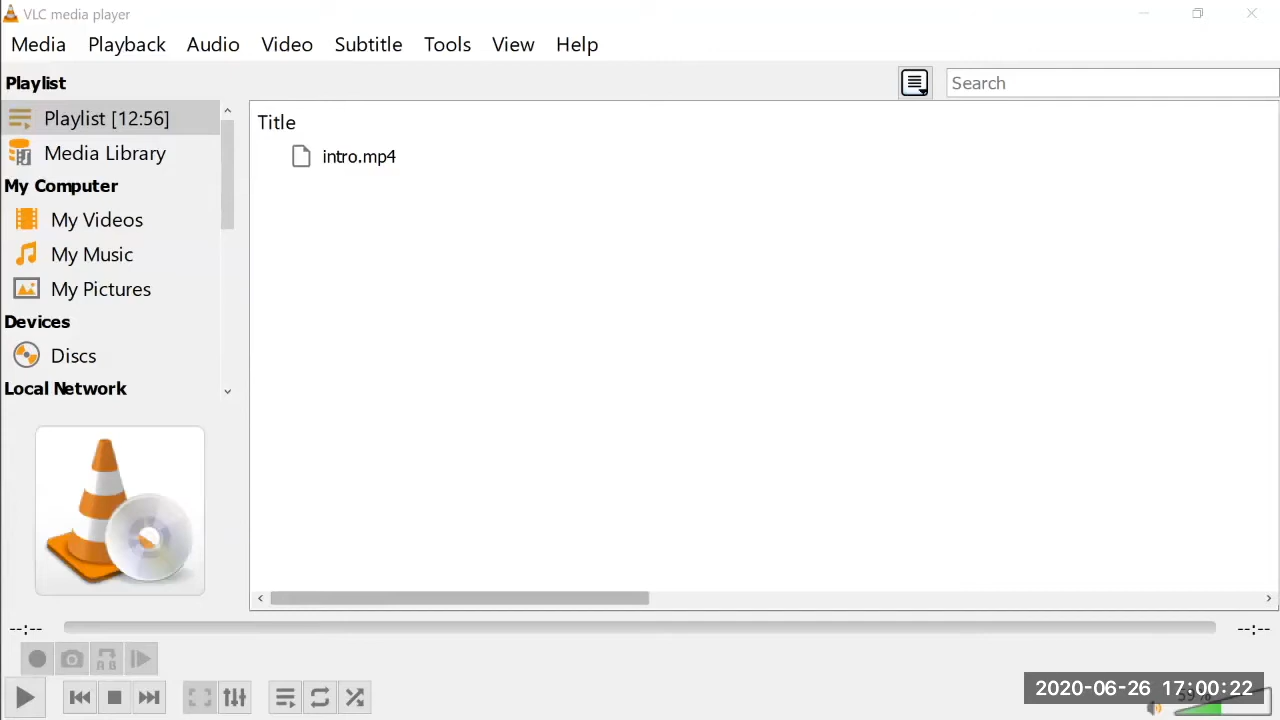 VLC media player
Media Playback Audio Video Subtitle Tools View Help
Playlist
Search
Playlist [12:56]
Media Library
My Computer
My Videos
My Music
My Pictures
Devices
Discs
Local Network
Title
intro.mp4
--:--
--:--
A B
59%
2020-06-26 17:00:22